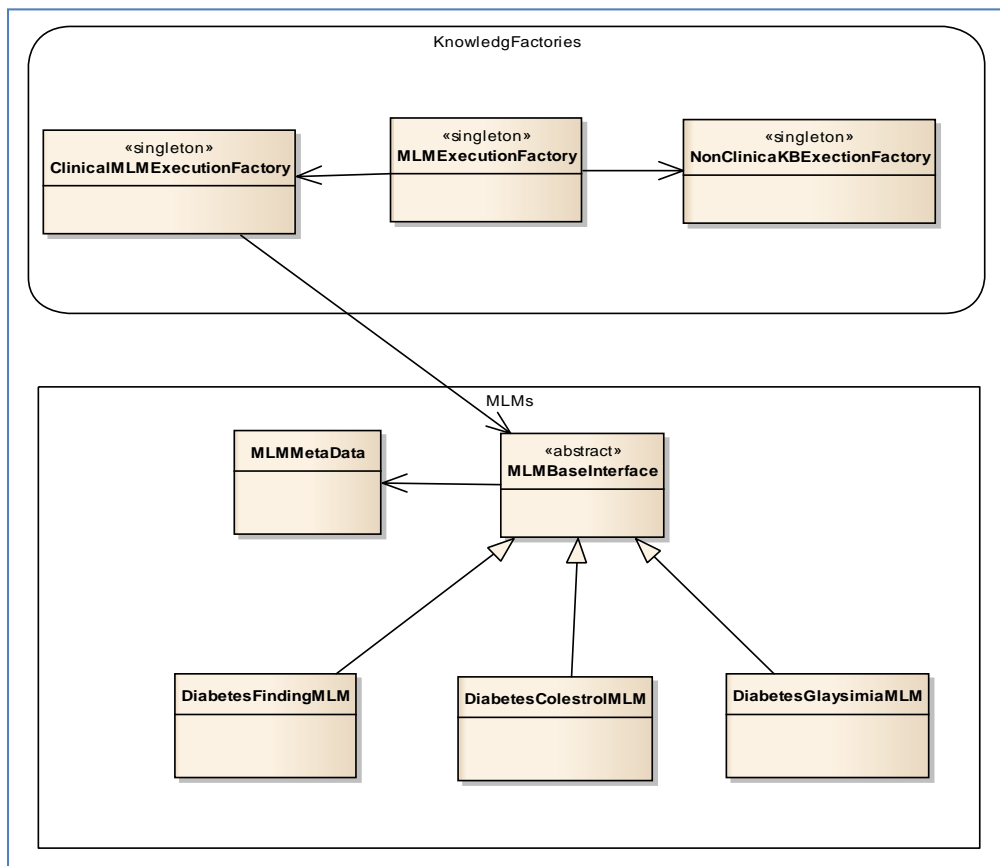 KnowledgFactories
«singleton»
ClinicalMLMExecutionFactory
«singleton»
MLMExecutionFactory
«singleton»
NonClinicaKBExectionFactory
MLMs
MLMMetaData
«abstract»
MLMBaseInterface
DiabetesFindingMLM
DiabetesColestrolMLM
DiabetesGlaysimiaMLM